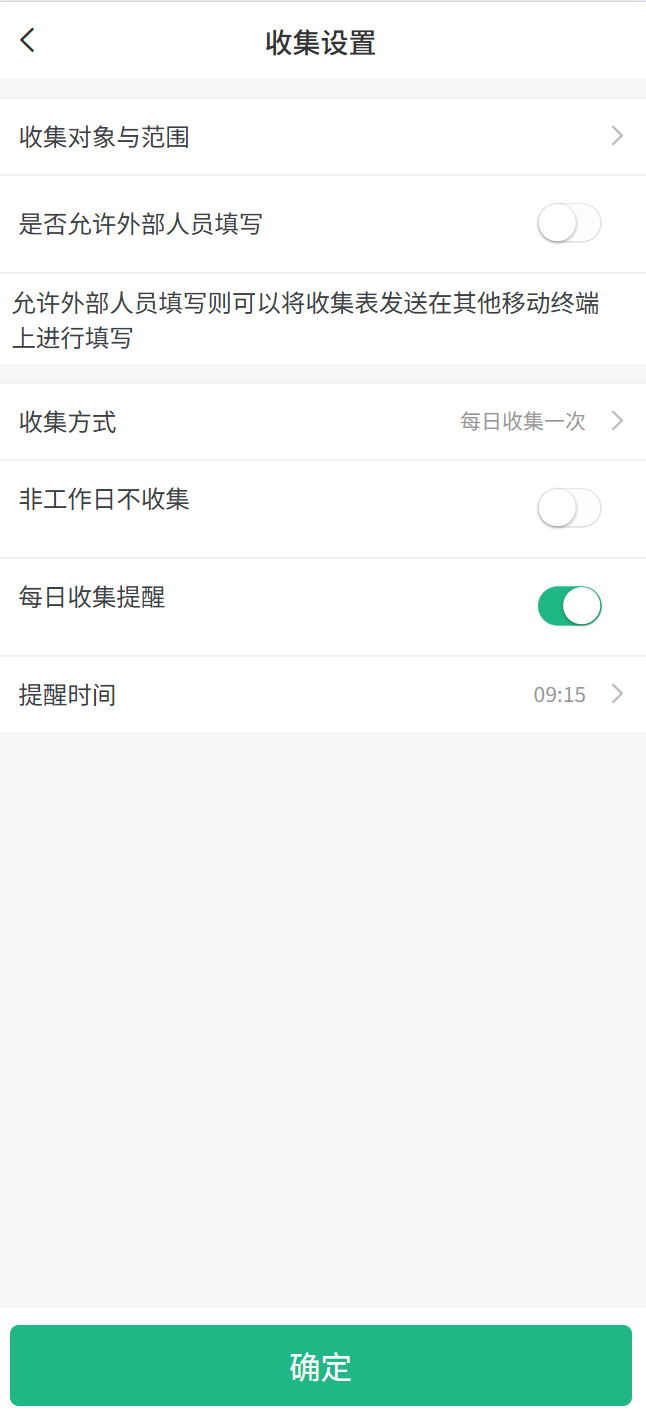 收集设置
收集对象与范围
是否允许外部人员填写
允许外部人员填写则可以将收集表发送在其他移动终端
上进行填写
收集方式 每日收集一次
非工作日不收集
每日收集提醒
提醒时间 09:15
确定